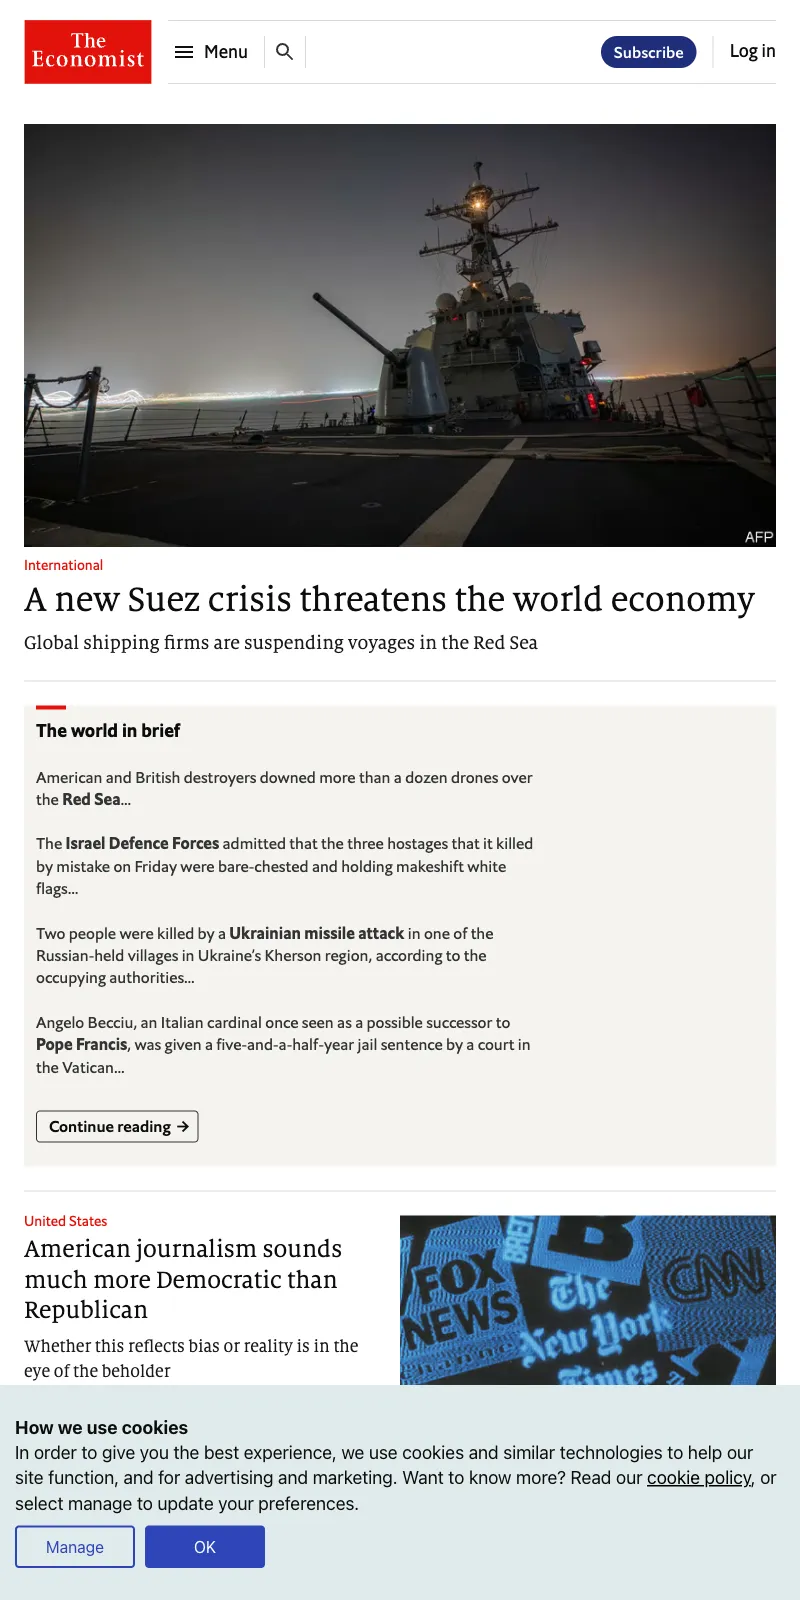 The
Economist
Menu
Subscribe
Log in
AFP
International
A new Suez crisis threatens the world economy
Global shipping firms are suspending voyages in the Red Sea
The world in brief
American and British destroyers downed more than a dozen drones over
the Red Sea…
The Israel Defence Forces admitted that the three hostages that it killed
by mistake on Friday were bare-chested and holding makeshift white
flags…
Two people were killed by a Ukrainian missile attack in one of the
Russian-held villages in Ukraine’s Kherson region, according to the
occupying authorities…
Angelo Becciu, an Italian cardinal once seen as a possible successor to
Pope Francis, was given a five-and-a-half-year jail sentence by a court in
the Vatican…
Continue reading →
United States
American journalism sounds
much more Democratic than
Republican
Whether this reflects bias or reality is in the
eye of the beholder
BREIT
B
FOX
NEWS
channel
CNN
The
New York
Times
How we use cookies
In order to give you the best experience, we use cookies and similar technologies to help our
site function, and for advertising and marketing. Want to know more? Read our cookie policy, or
select manage to update your preferences.
Manage
OK